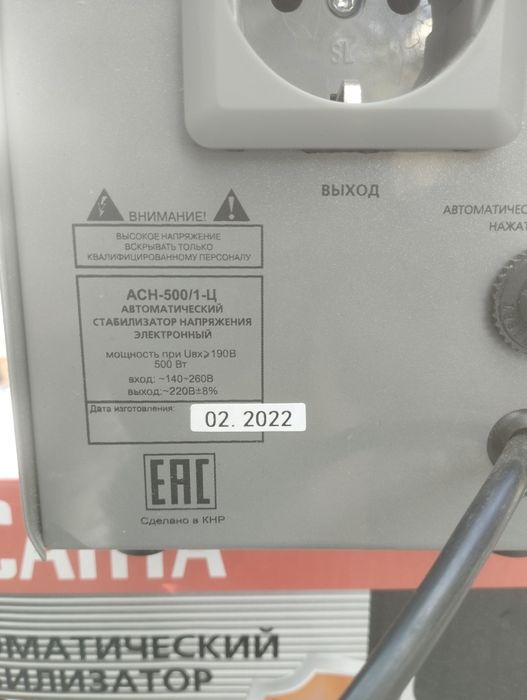 SL
ВЫХОД
АВТОМАТИЧЕС
НАЖАТ
ВНИМАНИЕ!
ВЫСОКОЕ НАПРЯЖЕНИЕ
ВСКРЫВАТЬ ТОЛЬКО
КВАЛИФИЦИРОВАННОМУ ПЕРСОНАЛУ
АСН-500/1-Ц
АВТОМАТИЧЕСКИЙ
СТАБИЛИЗАТОР НАПРЯЖЕНИЯ
ЭЛЕКТРОННЫЙ
мощность при Uвх⩾190В
500 Вт
вход: ~140-260В
выход:~220В±8%
Дата изготовления:
02. 2022
EAC
Сделано в КНР
САНТА
ОМАТИЧЕСКИЙ
БИЛИЗАТОР